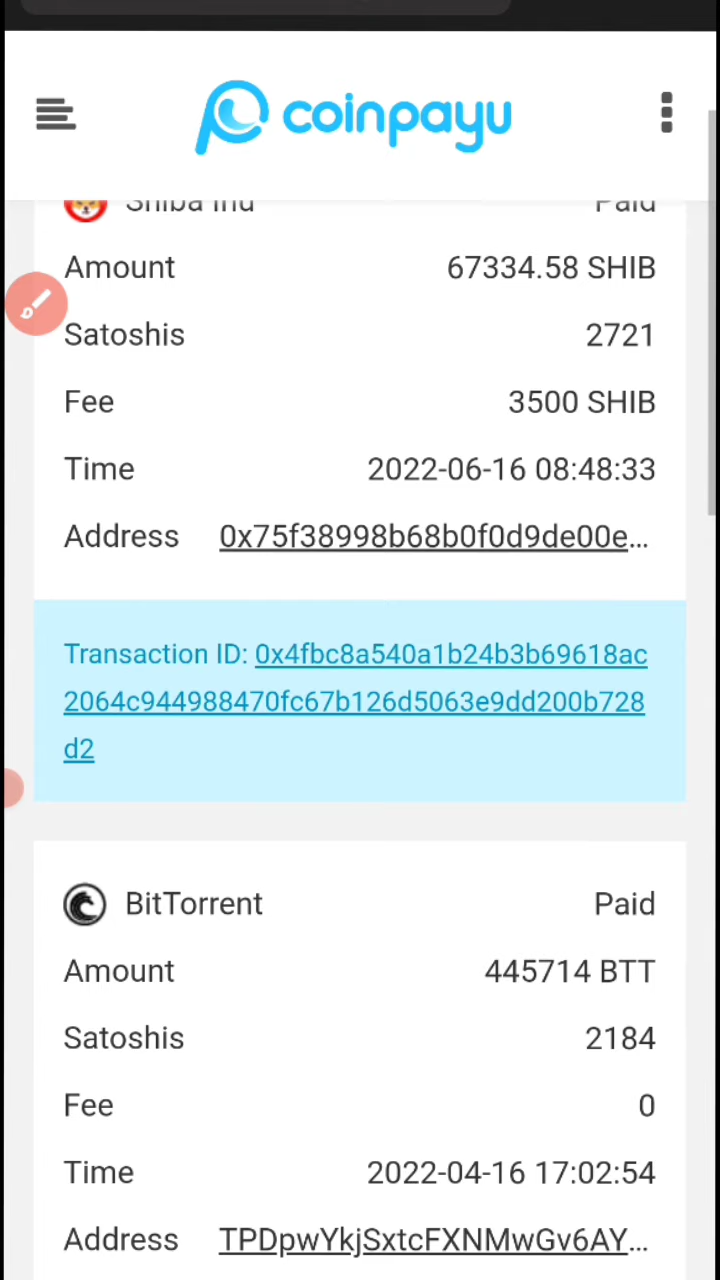 coinpayu
Shiba Inu Paid
Amount 67334.58 SHIB
Satoshis 2721
Fee 3500 SHIB
Time 2022-06-16 08:48:33
Address 0x75f38998b68b0f0d9de00e...
Transaction ID: 0x4fbc8a540a1b24b3b69618ac
2064c944988470fc67b126d5063e9dd200b728
d2
BitTorrent Paid
Amount 445714 BTT
Satoshis 2184
Fee 0
Time 2022-04-16 17:02:54
Address TPDpwYkjSxtcFXNMwGv6AY...